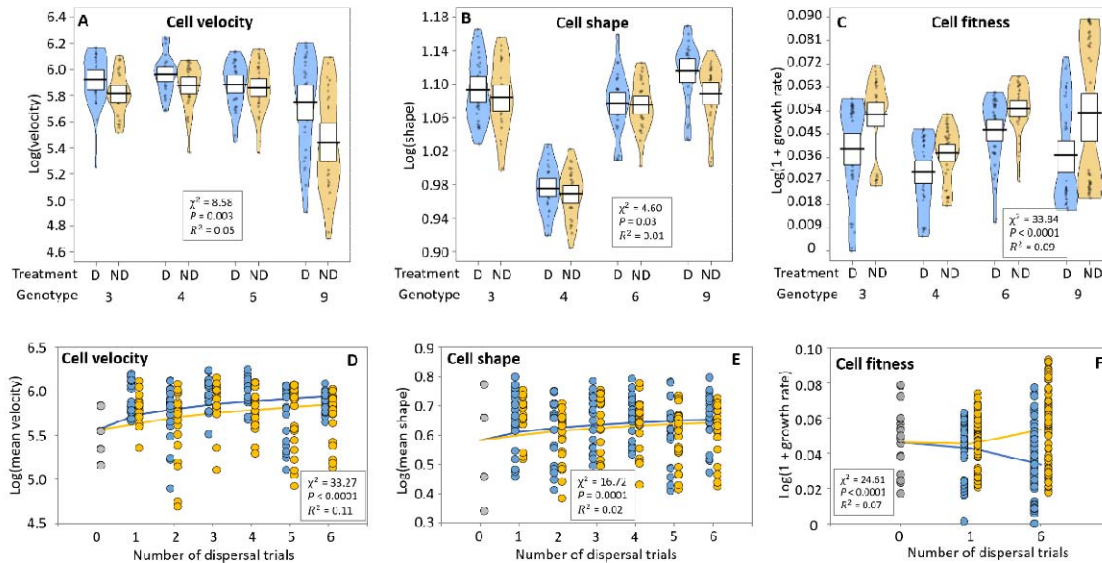 A Cell velocity
Log(velocity)
6.4
6.2
6.0
5.8
5.6
5.4
5.2
5.0
4.8
4.6
χ² = 8.58
P = 0.003
R² = 0.05
Treatment D ND D ND D ND D ND
Genotype 3 4 5 9
B Cell shape
Log(shape)
1.18
1.14
1.10
1.06
1.02
0.98
0.94
0.90
χ² = 4.60
P = 0.03
R² = 0.01
Treatment D ND D ND D ND D ND
Genotype 3 4 6 9
C Cell fitness
Log(1 + growth rate)
0.090
0.081
0.072
0.063
0.054
0.045
0.036
0.027
0.018
0.009
0
χ² = 33.84
P < 0.0001
R² = 0.09
Treatment D ND D ND D ND D ND
Genotype 3 4 6 9
Cell velocity D
Log(mean velocity)
6.5
6.0
5.5
5.0
4.5
χ² = 33.27
P < 0.0001
R² = 0.11
0 1 2 3 4 5 6
Number of dispersal trials
Cell shape E
Log(mean shape)
0.9
0.8
0.7
0.6
0.5
0.4
0.3
χ² = 16.72
P = 0.0001
R² = 0.02
0 1 2 3 4 5 6
Number of dispersal trials
Cell fitness F
Log(1 + growth rate)
0.10
0.08
0.06
0.04
0.02
0
χ² = 24.61
P < 0.0001
R² = 0.07
0 1 6
Number of dispersal trials